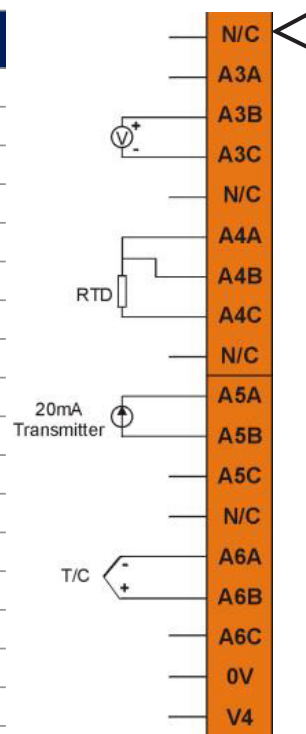 N/C
A3A
A3B
+
V
-
A3C
N/C
A4A
A4B
RTD
A4C
N/C
A5A
20mA
Transmitter
A5B
A5C
N/C
A6A
-
T/C
+
A6B
A6C
0V
V4